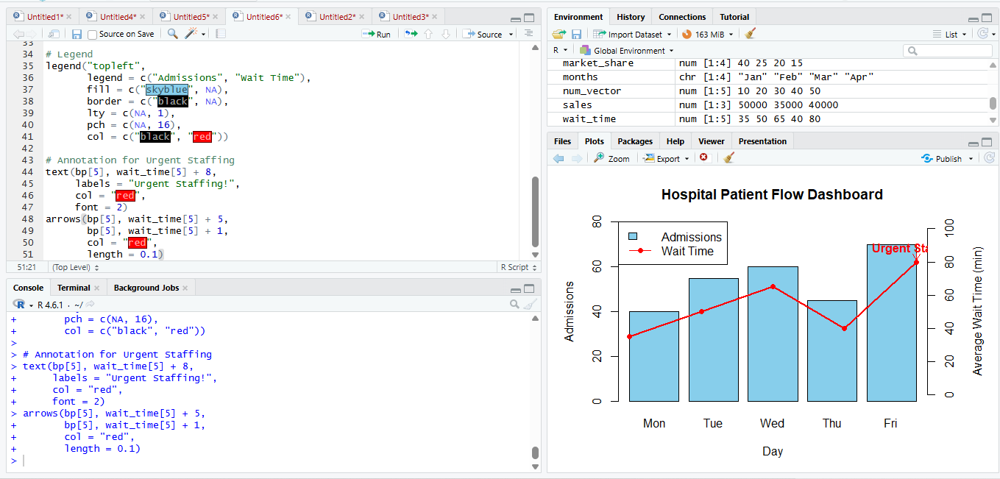 Untitled1* × Untitled4* × Untitled5* × Untitled6* × Untitled2* × Untitled3* ×
Source on Save Run Source
33
34 # Legend
35 legend("topleft",
36 legend = c("Admissions", "Wait Time"),
37 fill = c("skyblue", NA),
38 border = c("black", NA),
39 lty = c(NA, 1),
40 pch = c(NA, 16),
41 col = c("black", "red"))
42
43 # Annotation for Urgent Staffing
44 text(bp[5], wait_time[5] + 8,
45 labels = "Urgent Staffing!",
46 col = "red",
47 font = 2)
48 arrows(bp[5], wait_time[5] + 5,
49 bp[5], wait_time[5] + 1,
50 col = "red",
51 length = 0.1)
51:21 (Top Level) R Script
Console Terminal × Background Jobs ×
R 4.6.1 · ~/
+ pch = c(NA, 16),
+ col = c("black", "red"))
>
> # Annotation for Urgent Staffing
> text(bp[5], wait_time[5] + 8,
+ labels = "Urgent Staffing!",
+ col = "red",
+ font = 2)
> arrows(bp[5], wait_time[5] + 5,
+ bp[5], wait_time[5] + 1,
+ col = "red",
+ length = 0.1)
>
Environment History Connections Tutorial
Import Dataset 163 MiB List
R Global Environment
market_share num [1:4] 40 25 20 15
months chr [1:4] "Jan" "Feb" "Mar" "Apr"
num_vector num [1:5] 10 20 30 40 50
sales num [1:3] 50000 35000 40000
wait_time num [1:5] 35 50 65 40 80
Files Plots Packages Help Viewer Presentation
Zoom Export Publish
Hospital Patient Flow Dashboard
Admissions
Wait Time
Urgent Sta
Admissions
0 20 40 60 80
0 20 40 60 80 100
Average Wait Time (min)
Mon Tue Wed Thu Fri
Day